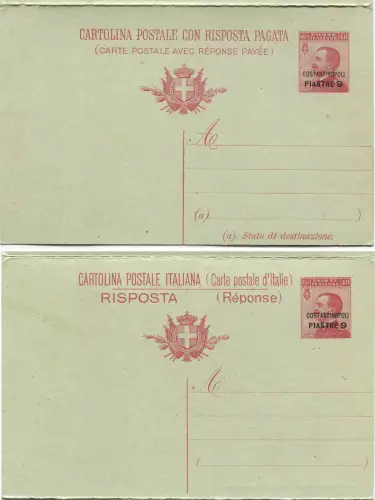 CARTOLINA POSTALE CON RISPOSTA PAGATA
(CARTE POSTALE AVEC RÉPONSE PAYÉE)
COSTANTINOPOLI
PIASTRE 9
A
(a)
(a). Stato di destinazione.
CARTOLINA POSTALE ITALIANA (Carte postale d'Italie)
RISPOSTA (Réponse)
COSTANTINOPOLI
PIASTRE 9
A